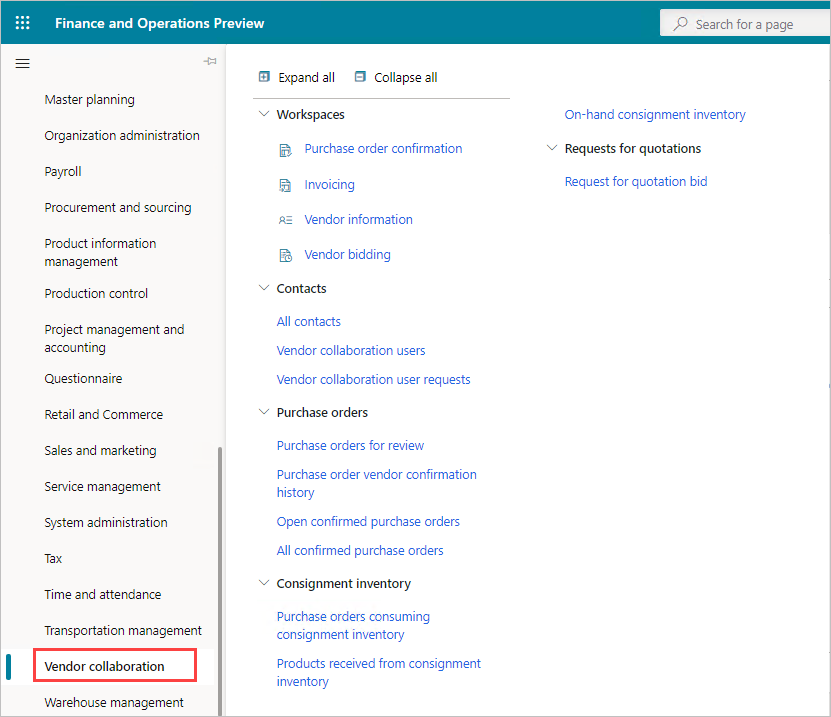 Finance and Operations Preview
Search for a page
Master planning
Organization administration
Payroll
Procurement and sourcing
Product information
management
Production control
Project management and
accounting
Questionnaire
Retail and Commerce
Sales and marketing
Service management
System administration
Tax
Time and attendance
Transportation management
Vendor collaboration
Warehouse management
Expand all
Collapse all
Workspaces
Purchase order confirmation
Invoicing
Vendor information
Vendor bidding
Contacts
All contacts
Vendor collaboration users
Vendor collaboration user requests
Purchase orders
Purchase orders for review
Purchase order vendor confirmation
history
Open confirmed purchase orders
All confirmed purchase orders
Consignment inventory
Purchase orders consuming
consignment inventory
Products received from consignment
inventory
On-hand consignment inventory
Requests for quotations
Request for quotation bid